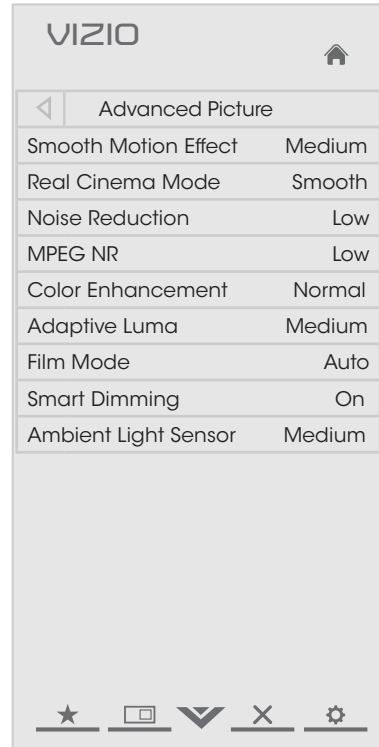 VIZIO
Advanced Picture
Smooth Motion Effect Medium
Real Cinema Mode Smooth
Noise Reduction Low
MPEG NR Low
Color Enhancement Normal
Adaptive Luma Medium
Film Mode Auto
Smart Dimming On
Ambient Light Sensor Medium